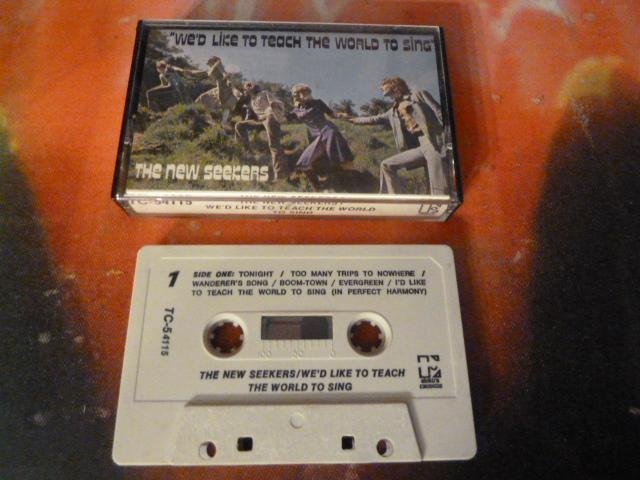 "WE'D LIKE TO TEACH THE WORLD TO SING"
THE NEW SEEKERS
TC-54115
THE NEW SEEKERS/
WE'D LIKE TO TEACH THE WORLD
TO SING
1
SIDE ONE: TONIGHT / TOO MANY TRIPS TO NOWHERE /
WANDERER'S SONG / BOOM-TOWN / EVERGREEN / I'D LIKE
TO TEACH THE WORLD TO SING (IN PERFECT HARMONY)
TC-54115
100 50 0
THE NEW SEEKERS/WE'D LIKE TO TEACH
THE WORLD TO SING